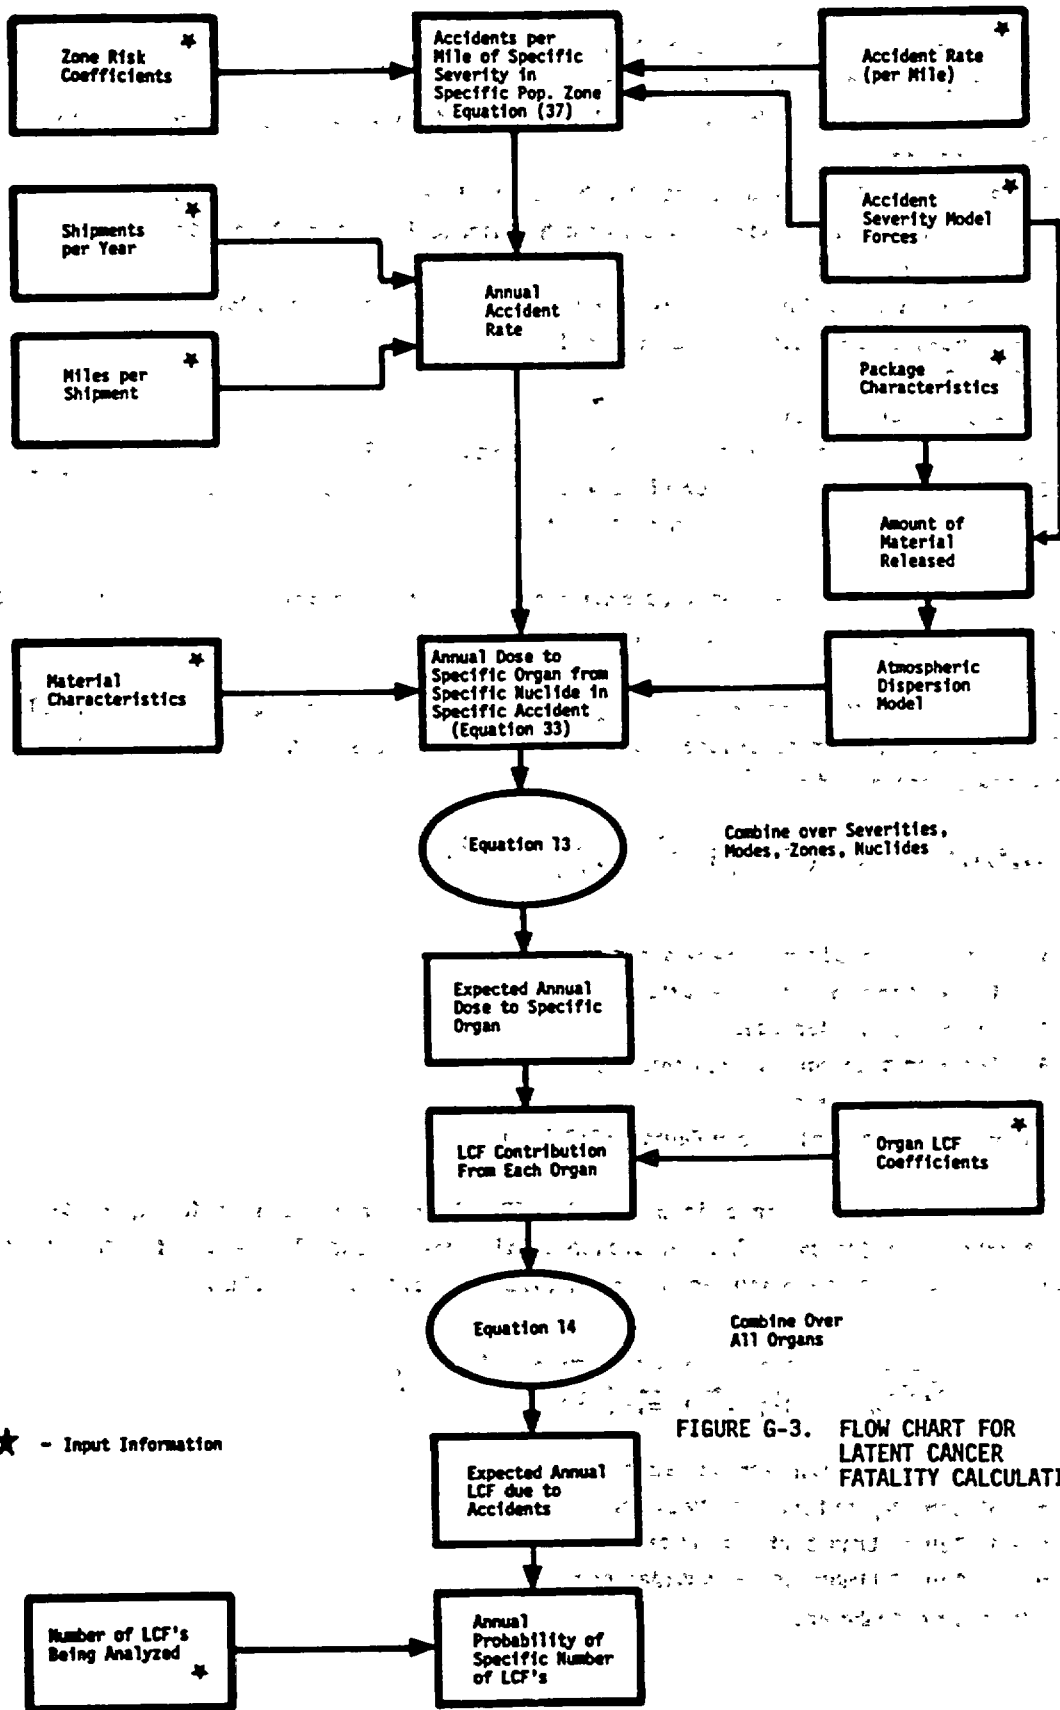 Zone Risk
Coefficients
Accidents per
Mile of Specific
Severity in
Specific Pop. Zone
Equation (37)
Accident Rate
(per Mile)
Shipments
per Year
Accident
Severity Model
Forces
Annual
Accident
Rate
Miles per
Shipment
Package
Characteristics
Amount of
Material
Released
Material
Characteristics
Annual Dose to
Specific Organ from
Specific Nuclide in
Specific Accident
(Equation 33)
Atmospheric
Dispersion
Model
Equation 13
Combine over Severities,
Modes, Zones, Nuclides
Expected Annual
Dose to Specific
Organ
LCF Contribution
From Each Organ
Organ LCF
Coefficients
Equation 14
Combine Over
All Organs
★ - Input Information
FIGURE G-3. FLOW CHART FOR
LATENT CANCER
FATALITY CALCULATI
Expected Annual
LCF due to
Accidents
Number of LCF's
Being Analyzed
Annual
Probability of
Specific Number
of LCF's